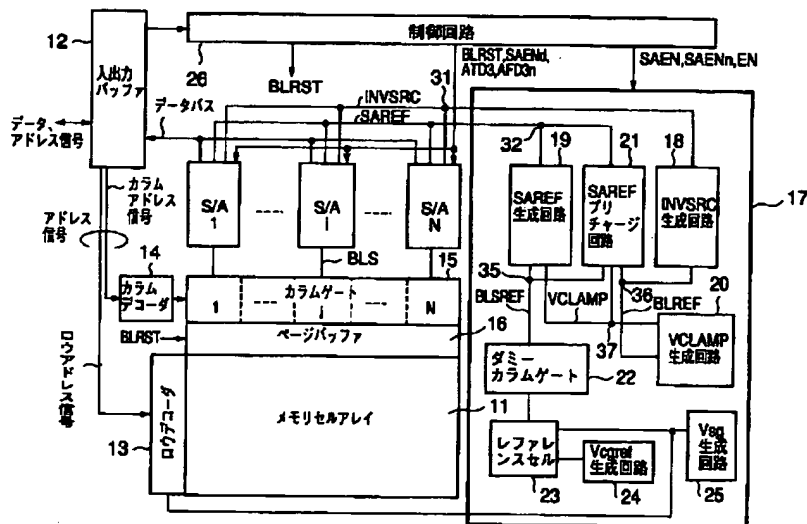 12
制御回路
26
入出力
バッファ
BLRST
BLRST, SAENd,
ATD3, AFD3n
SAEN, SAENn, EN
データ、
アドレス信号
データバス
INVSRC
SAREF
31
32
19
21
18
17
カラム
アドレス
信号
アドレス
信号
S/A
1
S/A
i
S/A
N
SAREF
生成回路
SAREF
プリ
チャージ
回路
INVSRC
生成回路
14
BLS
15
カラム
デコーダ
1
カラムゲート
i
N
35
BLSREF
VCLAMP
36
BLREF
20
37
VCLAMP
生成回路
BLRST
ページバッファ
16
ロウアドレス信号
ダミー
カラムゲート
22
13
ロウデコーダ
メモリセルアレイ
11
レファレ
ンスセル
23
Vcgref
生成回路
24
Vsg
生成回路
25